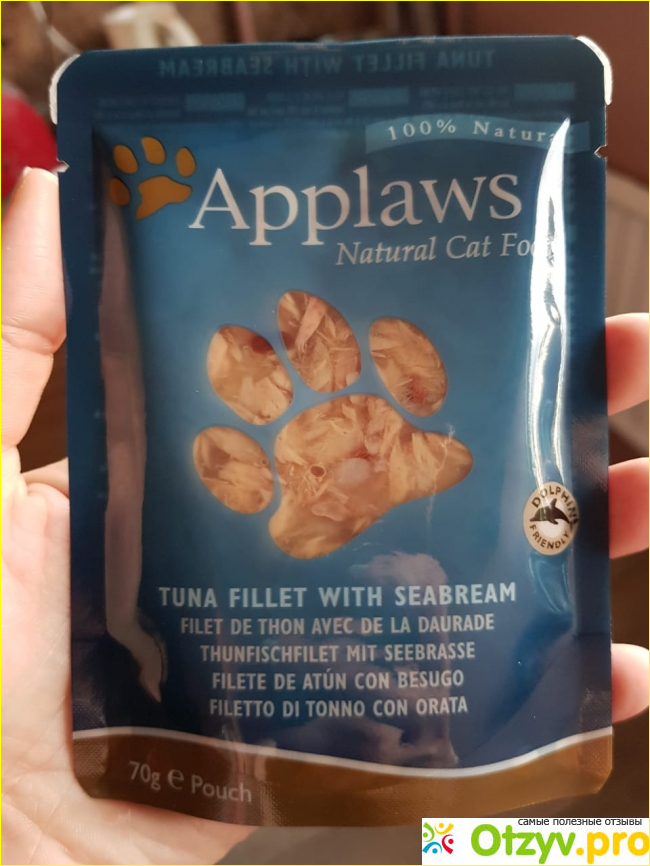 TUNA FILLET WITH SEABREAM
100% Natural
Applaws
Natural Cat Fo
DOLPHIN
FRIENDLY
TUNA FILLET WITH SEABREAM
FILET DE THON AVEC DE LA DAURADE
THUNFISCHFILET MIT SEEBRASSE
FILETE DE ATÚN CON BESUGO
FILETTO DI TONNO CON ORATA
70g e Pouch
самые полезные отзывы
Otzyv.pro